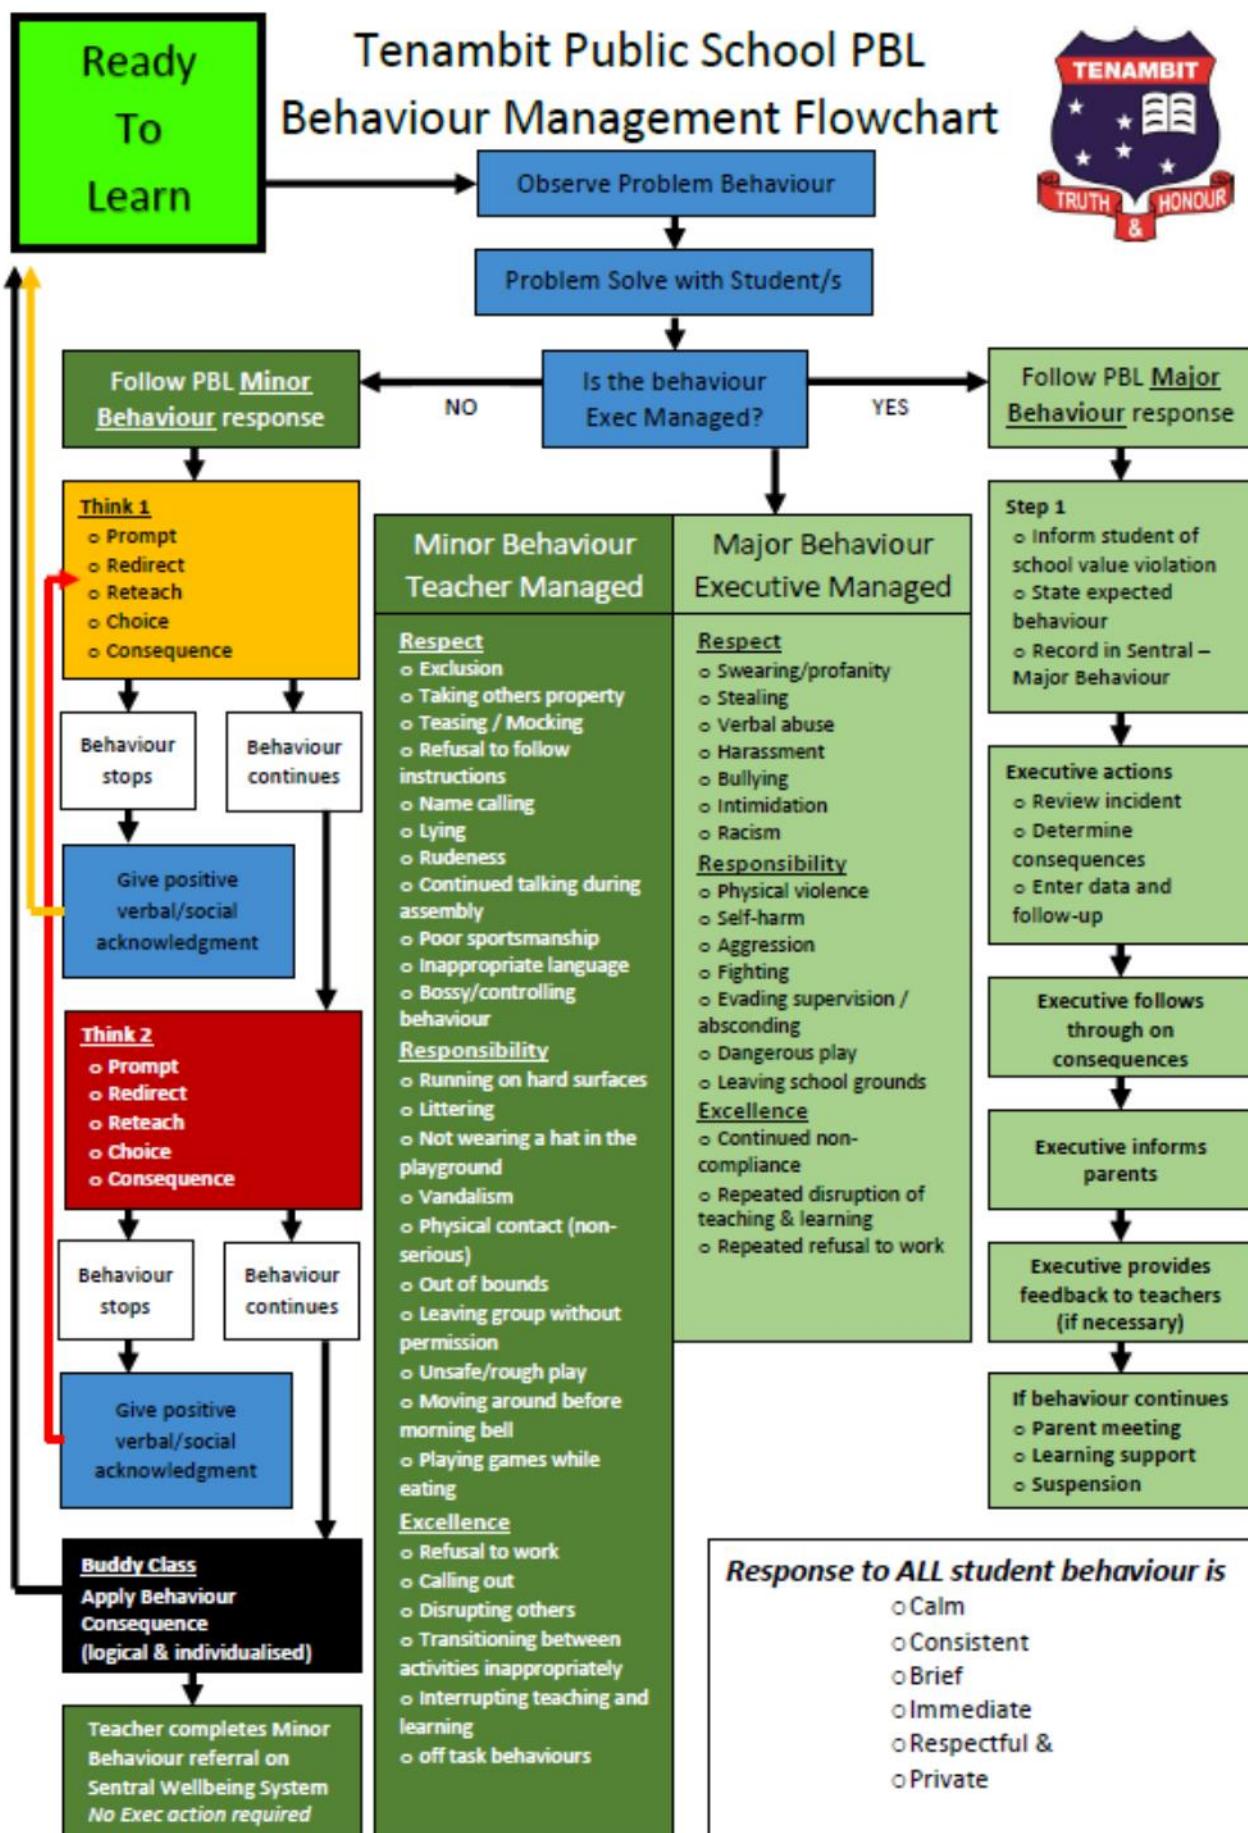 Ready
To
Learn
Tenambit Public School PBL
Behaviour Management Flowchart
TENAMBIT
TRUTH
&
HONOUR
Observe Problem Behaviour
Problem Solve with Student/s
Is the behaviour
Exec Managed?
NO
YES
Follow PBL Minor
Behaviour response
Think 1
o Prompt
o Redirect
o Reteach
o Choice
o Consequence
Behaviour
stops
Behaviour
continues
Give positive
verbal/social
acknowledgment
Think 2
o Prompt
o Redirect
o Reteach
o Choice
o Consequence
Behaviour
stops
Behaviour
continues
Give positive
verbal/social
acknowledgment
Buddy Class
Apply Behaviour
Consequence
(logical & individualised)
Teacher completes Minor
Behaviour referral on
Sentral Wellbeing System
No Exec action required
Minor Behaviour
Teacher Managed
Respect
o Exclusion
o Taking others property
o Teasing / Mocking
o Refusal to follow
instructions
o Name calling
o Lying
o Rudeness
o Continued talking during
assembly
o Poor sportsmanship
o Inappropriate language
o Bossy/controlling
behaviour
Responsibility
o Running on hard surfaces
o Littering
o Not wearing a hat in the
playground
o Vandalism
o Physical contact (non-
serious)
o Out of bounds
o Leaving group without
permission
o Unsafe/rough play
o Moving around before
morning bell
o Playing games while
eating
Excellence
o Refusal to work
o Calling out
o Disrupting others
o Transitioning between
activities inappropriately
o Interrupting teaching and
learning
o off task behaviours
Major Behaviour
Executive Managed
Respect
o Swearing/profanity
o Stealing
o Verbal abuse
o Harassment
o Bullying
o Intimidation
o Racism
Responsibility
o Physical violence
o Self-harm
o Aggression
o Fighting
o Evading supervision /
absconding
o Dangerous play
o Leaving school grounds
Excellence
o Continued non-
compliance
o Repeated disruption of
teaching & learning
o Repeated refusal to work
Follow PBL Major
Behaviour response
Step 1
o Inform student of
school value violation
o State expected
behaviour
o Record in Sentral –
Major Behaviour
Executive actions
o Review incident
o Determine
consequences
o Enter data and
follow-up
Executive follows
through on
consequences
Executive informs
parents
Executive provides
feedback to teachers
(if necessary)
If behaviour continues
o Parent meeting
o Learning support
o Suspension
Response to ALL student behaviour is
o Calm
o Consistent
o Brief
o Immediate
o Respectful &
o Private